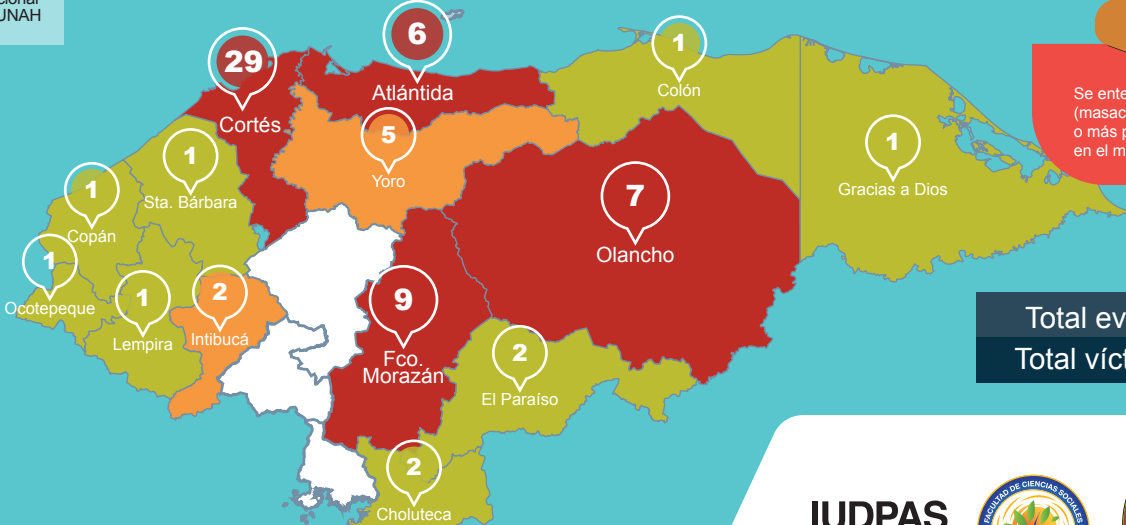 UNAH
6
29
1
Atlántida
Colón
Cortés
5
1
1
Yoro
Sta. Bárbara
1
7
Gracias a Dios
Copán
1
Olancho
Ocotepeque
1
2
9
Lempira
Intibucá
Fco.
Morazán
2
El Paraíso
2
Choluteca
Se ente
(masac
o más p
en el m
Total ev
Total víct
IUDPAS
FACULTAD DE CIENCIAS SOCIALES